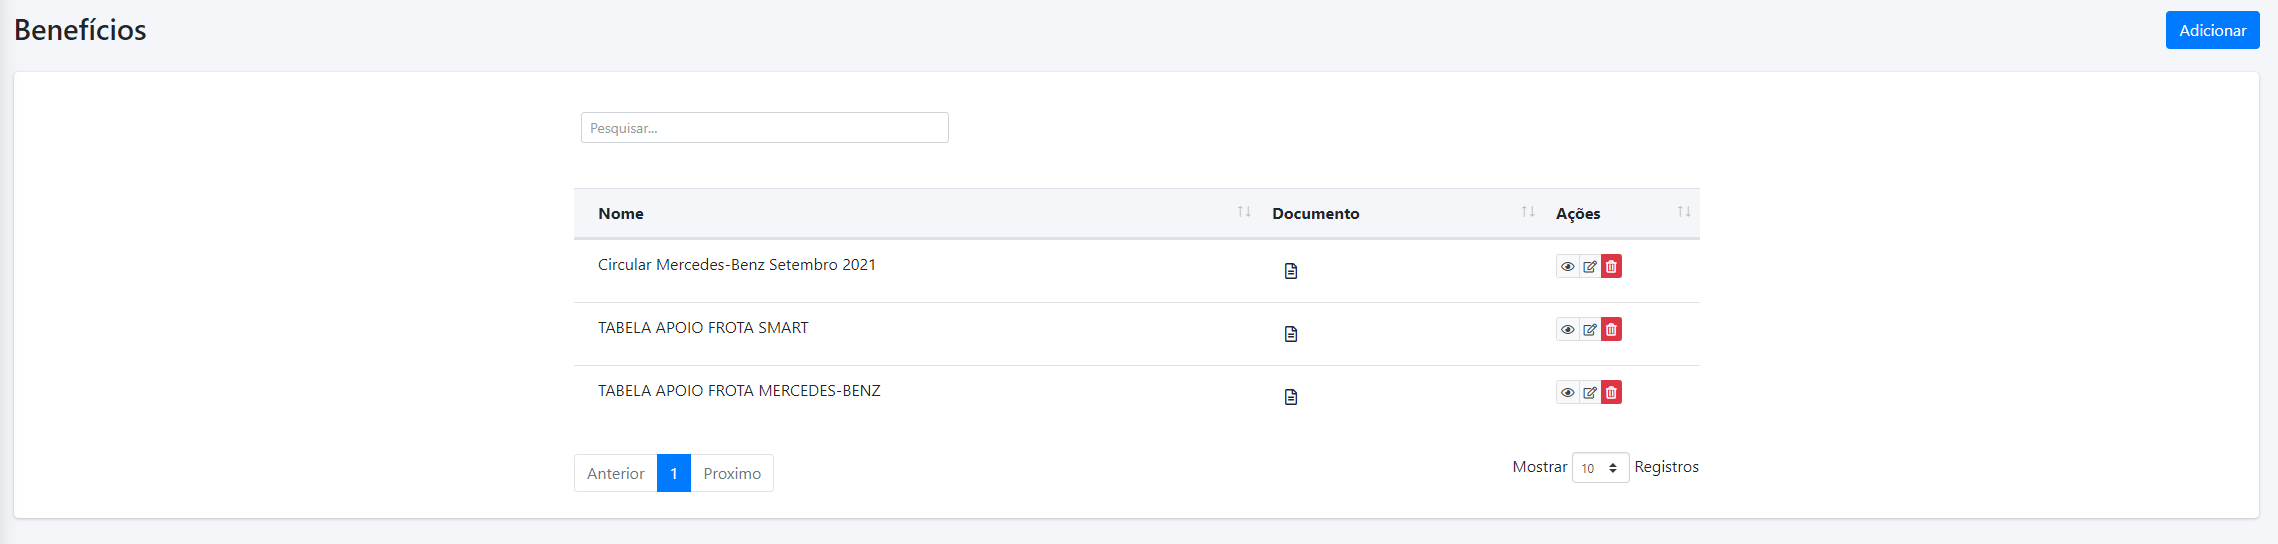 Benefícios
Adicionar
Pesquisar...
Nome Documento Ações
Circular Mercedes-Benz Setembro 2021
TABELA APOIO FROTA SMART
TABELA APOIO FROTA MERCEDES-BENZ
Anterior 1 Proximo
Mostrar 10 Registros